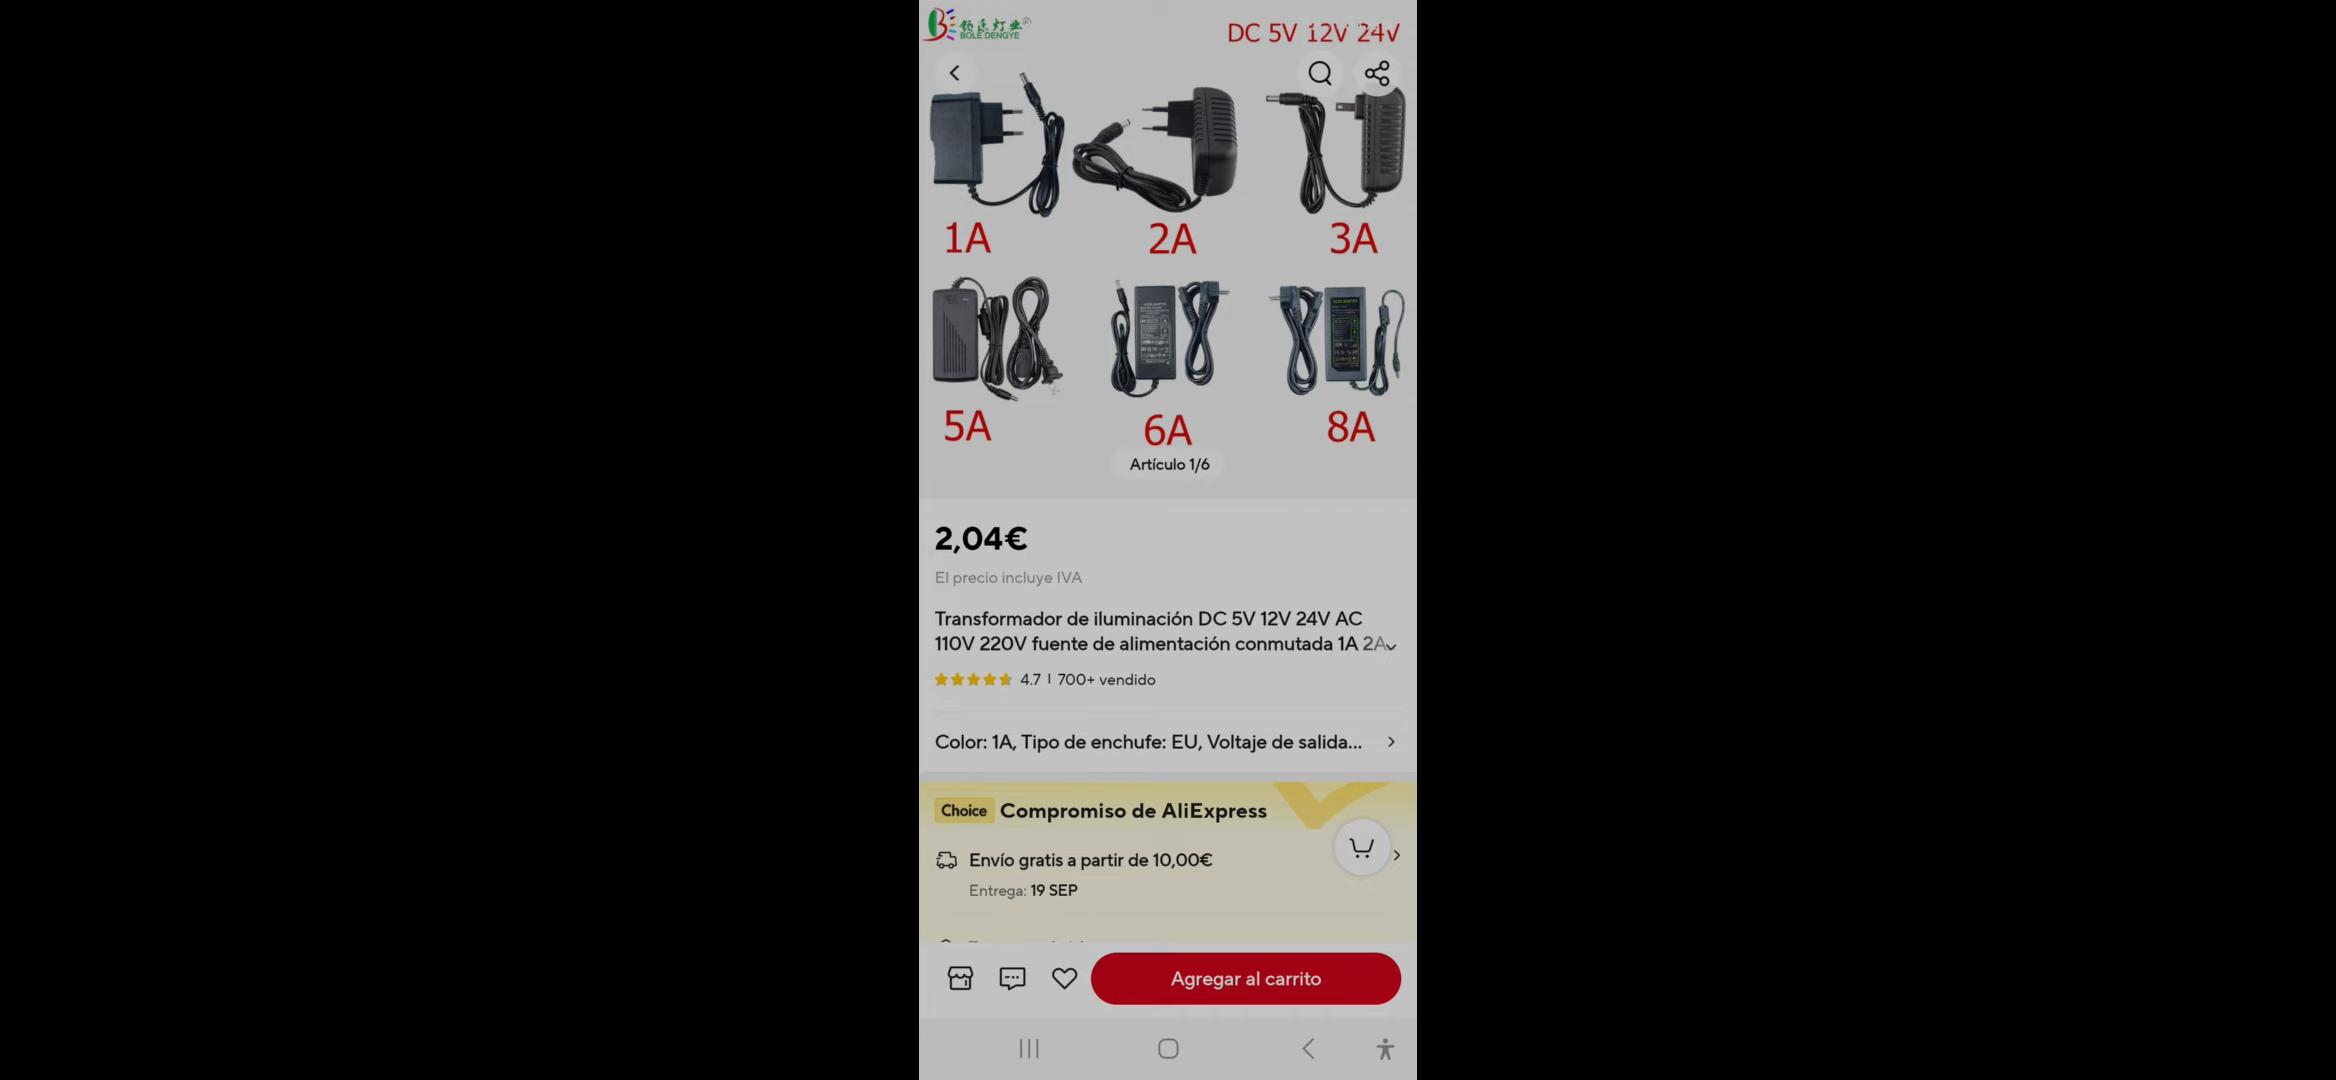 BOLE DENGYE
DC 5V 12V 24V
1A
2A
3A
5A
6A
8A
Artículo 1/6
2,04€
El precio incluye IVA
Transformador de iluminación DC 5V 12V 24V AC
110V 220V fuente de alimentación conmutada 1A 2A
4.7 | 700+ vendido
Color: 1A, Tipo de enchufe: EU, Voltaje de salida...
Choice Compromiso de AliExpress
Envío gratis a partir de 10,00€
Entrega: 19 SEP
Agregar al carrito